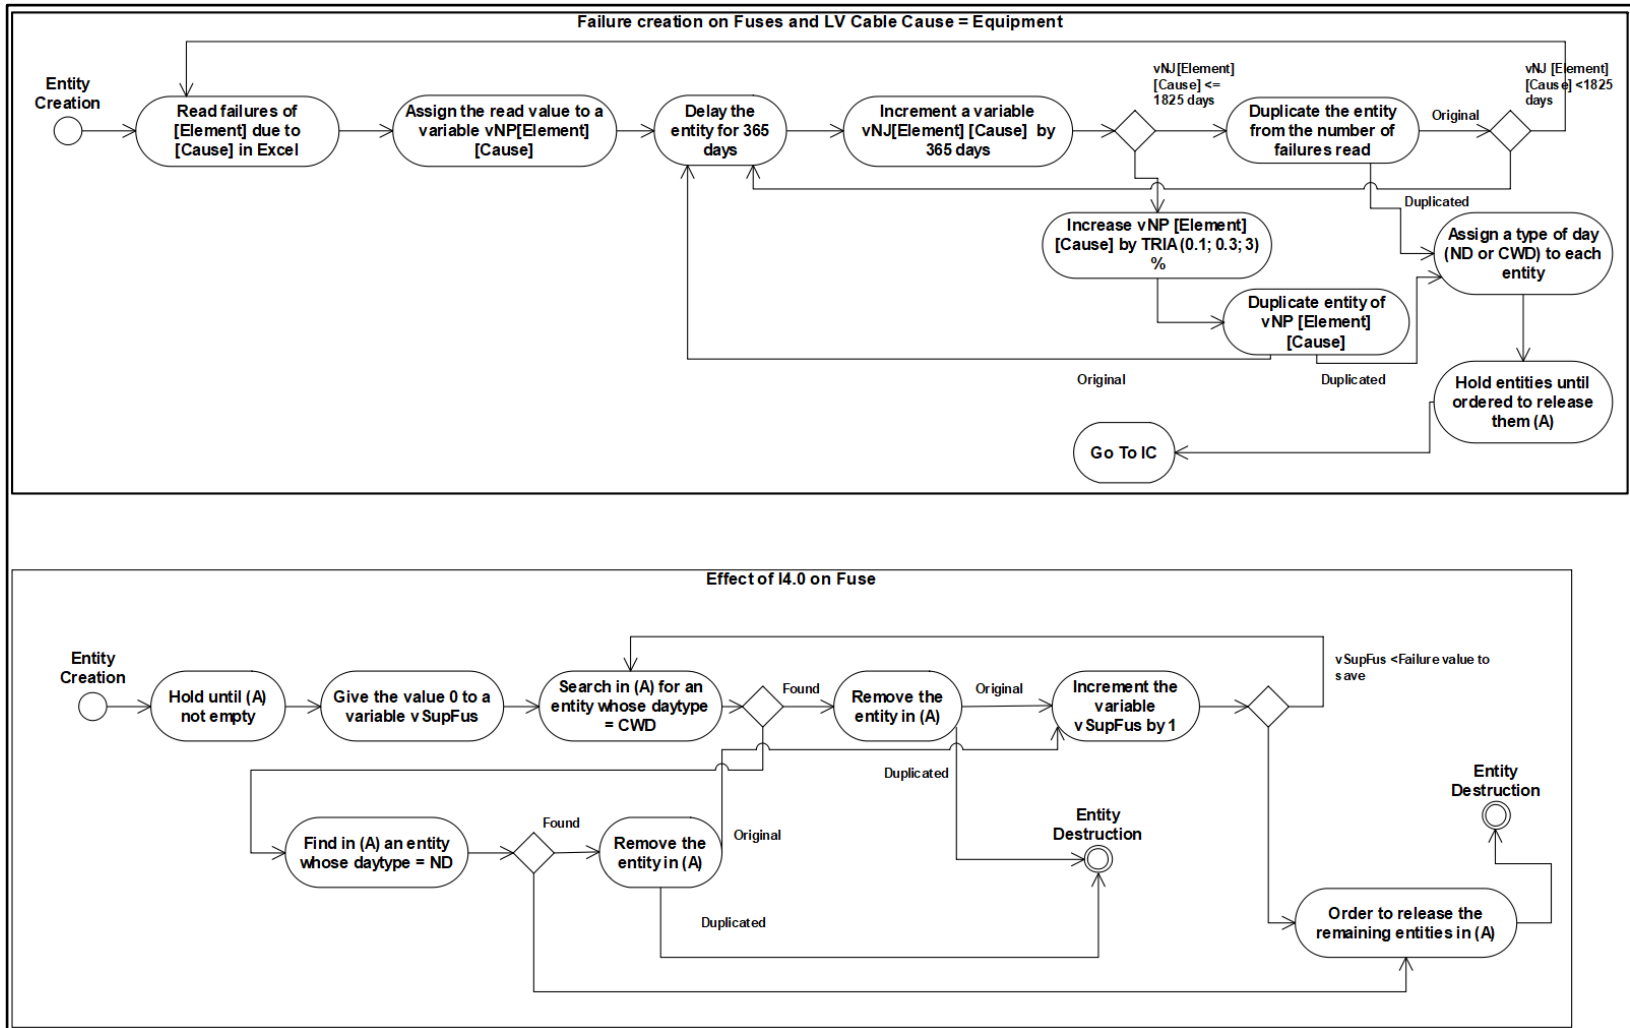 Failure creation on Fuses and LV Cable Cause = Equipment
Entity
Creation
Read failures of
[Element] due to
[Cause] in Excel
Assign the read value to a
variable vNP[Element]
[Cause]
Delay the
entity for 365
days
Increment a variable
vNJ[Element] [Cause] by
365 days
vNJ[Element]
[Cause] <=
1825 days
Duplicate the entity
from the number of
failures read
Original
vNJ [Element]
[Cause] <1825
days
Duplicated
Increase vNP [Element]
[Cause] by TRIA (0.1; 0.3; 3)
%
Assign a type of day
(ND or CWD) to each
entity
Duplicate entity of
vNP [Element]
[Cause]
Original
Duplicated
Hold entities until
ordered to release
them (A)
Go To IC
Effect of I4.0 on Fuse
Entity
Creation
Hold until (A)
not empty
Give the value 0 to a
variable vSupFus
Search in (A) for an
entity whose daytype
= CWD
Found
Remove the
entity in (A)
Original
Increment the
variable
vSupFus by 1
vSupFus <Failure value to
save
Duplicated
Entity
Destruction
Find in (A) an entity
whose daytype = ND
Found
Remove the
entity in (A)
Original
Duplicated
Entity
Destruction
Order to release the
remaining entities in (A)